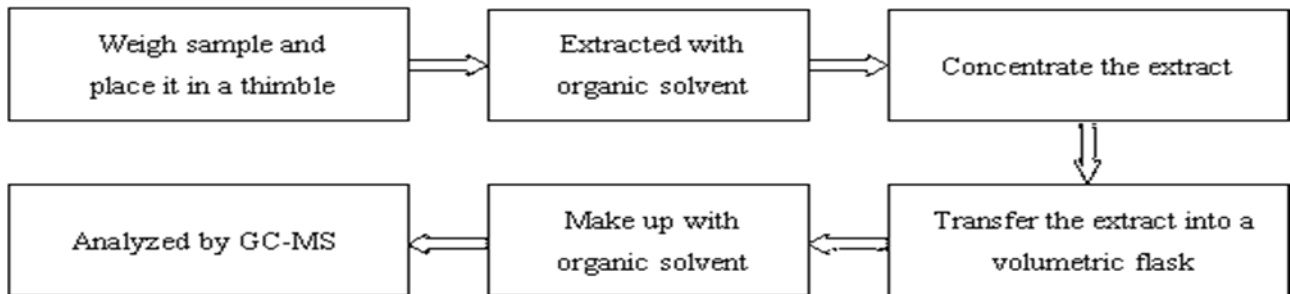 Weigh sample and
place it in a thimble
Extracted with
organic solvent
Concentrate the extract
Transfer the extract into a
volumetric flask
Make up with
organic solvent
Analyzed by GC-MS